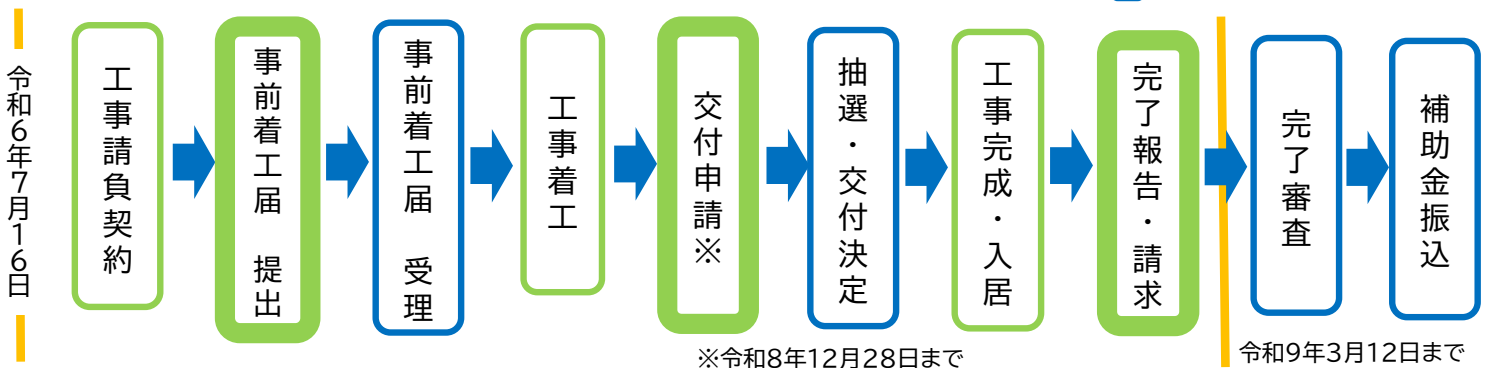 令和6年7月16日
工事請負契約
事前着工届 提出
事前着工届 受理
工事着工
交付申請※
抽選・交付決定
工事完成・入居
完了報告・請求
完了審査
補助金振込
※令和8年12月28日まで
令和9年3月12日まで